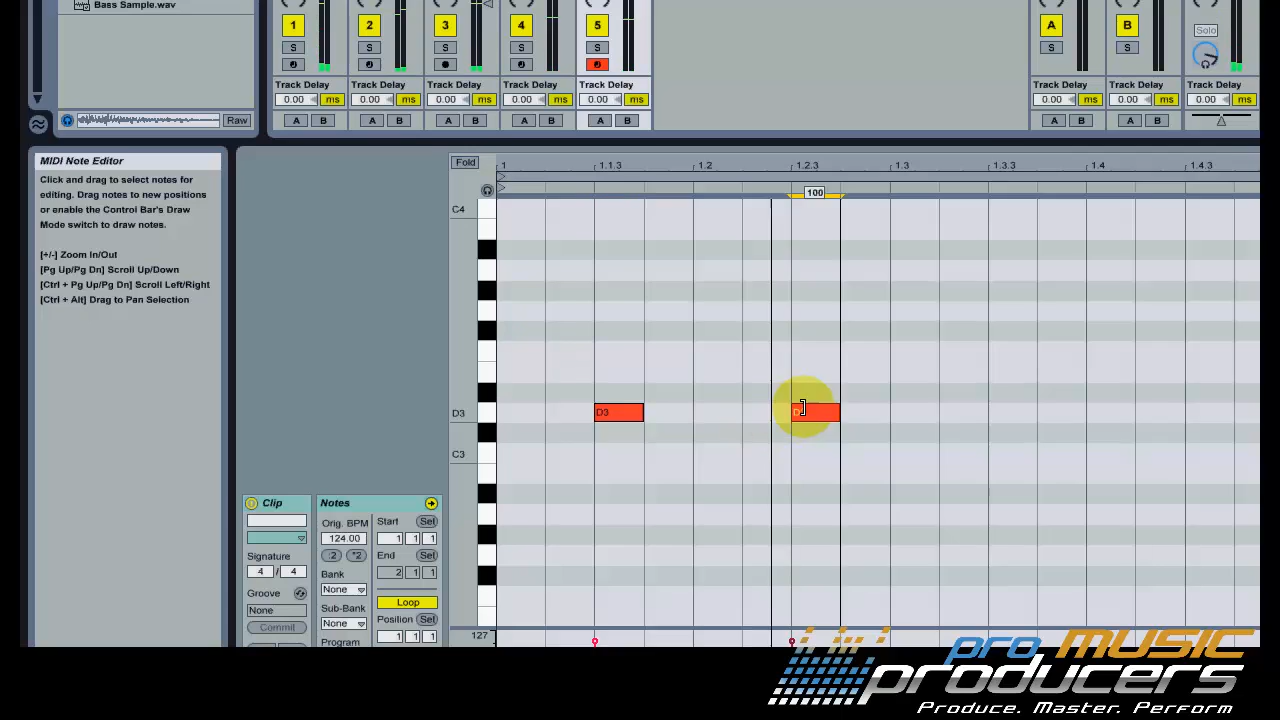 Bass Sample.wav
1 2 3 4 5 A B
S S S S S S S Solo
Track Delay Track Delay Track Delay Track Delay Track Delay Track Delay Track Delay Track Delay
0.00 ms 0.00 ms 0.00 ms 0.00 ms 0.00 ms 0.00 ms 0.00 ms 0.00 ms
Raw A B A B A B A B A B A B A B
MIDI Note Editor
Click and drag to select notes for
editing. Drag notes to new positions
or enable the Control Bar's Draw
Mode switch to draw notes.
[+/-] Zoom In/Out
[Pg Up/Pg Dn] Scroll Up/Down
[Ctrl + Pg Up/Pg Dn] Scroll Left/Right
[Ctrl + Alt] Drag to Pan Selection
Fold 1 1.1.3 1.2 1.2.3 1.3 1.3.3 1.4 1.4.3
100
C4
D3 D3
C3
Clip
Signature
4 / 4
Groove
None
Commit
Notes
Orig. BPM
124.00
:2 *2
Bank
None
Sub-Bank
None
Program
Start Set
1 1 1
End Set
2 1 1
Loop
Position Set
1 1 1
127
pro MUSIC
producers
Produce. Master. Perform